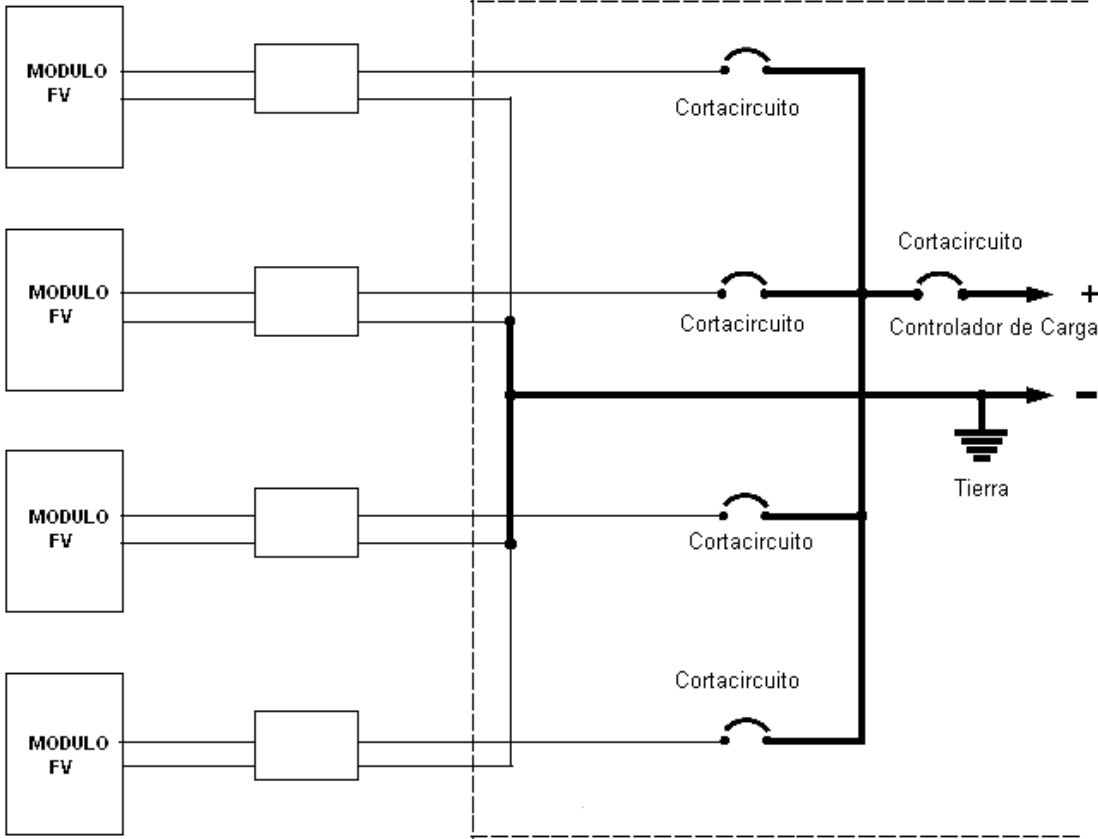 MODULO
FV
Cortacircuito
MODULO
FV
Cortacircuito
Cortacircuito
+
Controlador de Carga
-
Tierra
MODULO
FV
Cortacircuito
Cortacircuito
MODULO
FV